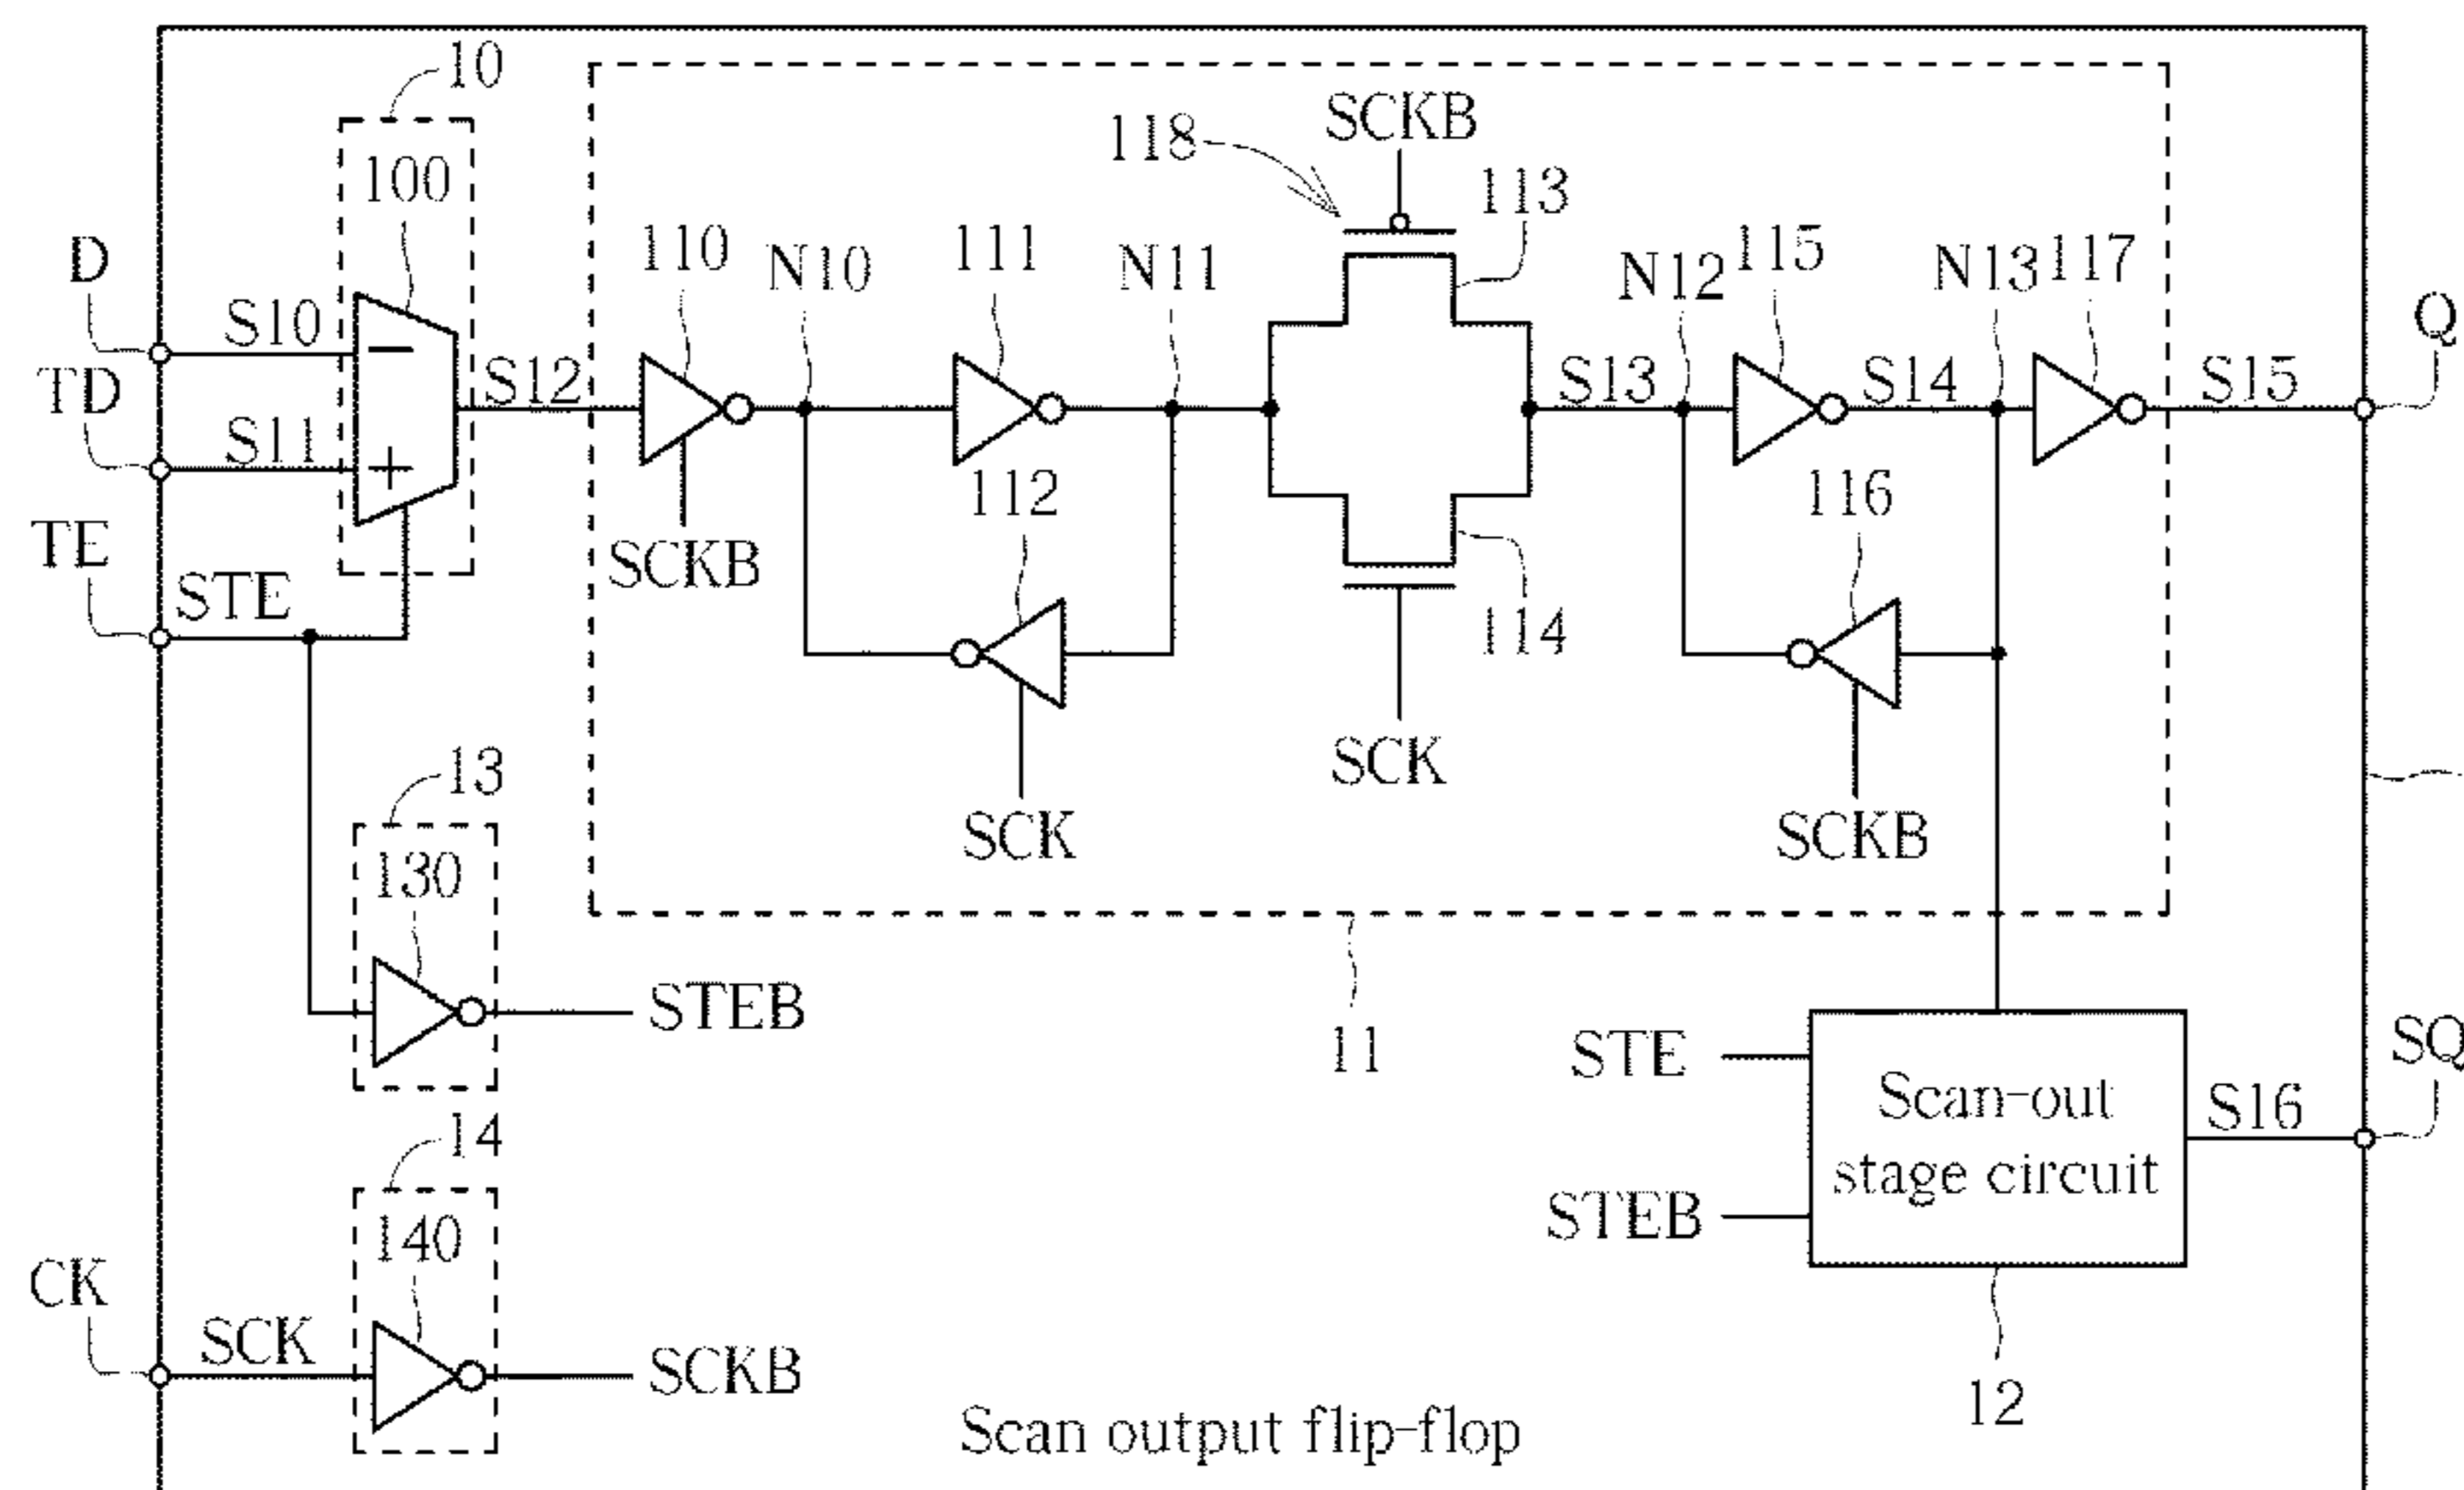 10
100
D
S10
TD
S11
TE
STE
S12
118
SCKB
113
110
N10
111
N11
SCKB
112
SCK
114
SCK
S13
N12
115
S14
N13
117
S15
Q
116
SCKB
11
13
130
STEB
14
140
CK
SCK
SCKB
STE
STEB
Scan-out
stage circuit
S16
SQ
12
Scan output flip-flop